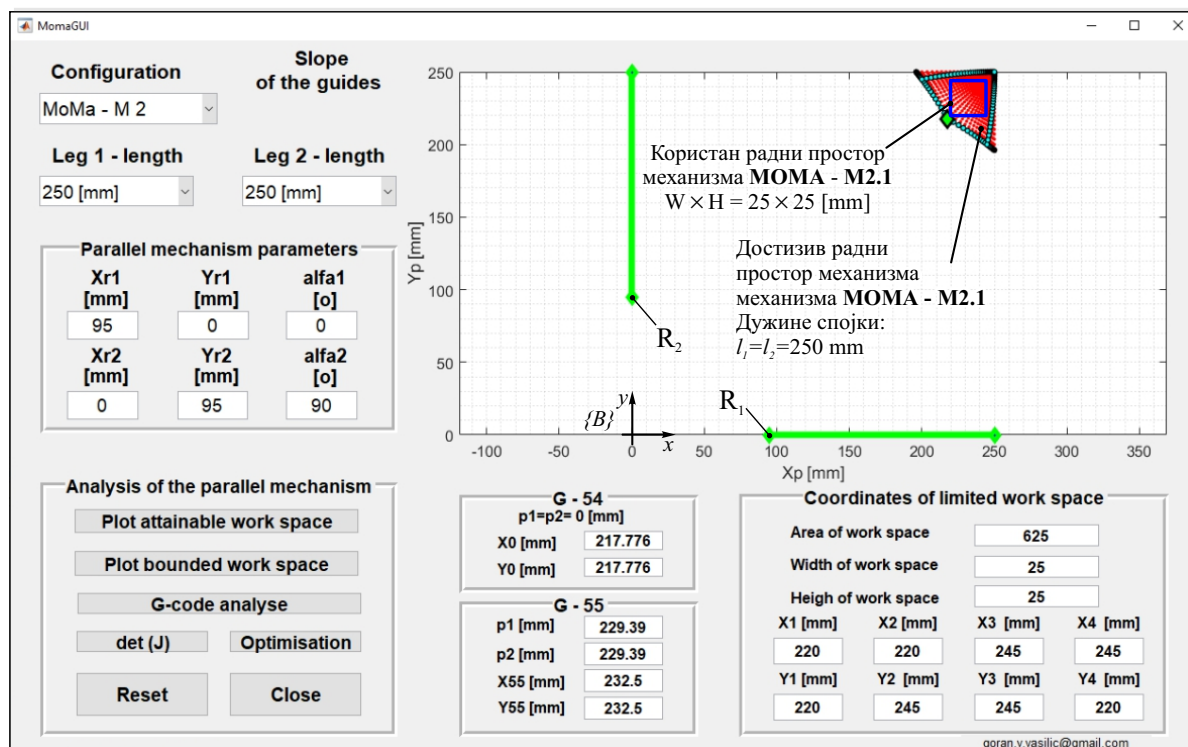 MomaGUI
Configuration
Slope
of the guides
MoMa - M 2
Leg 1 - length
Leg 2 - length
250 [mm]
250 [mm]
Parallel mechanism parameters
Xr1
[mm]
Yr1
[mm]
alfa1
[o]
95
0
0
Xr2
[mm]
Yr2
[mm]
alfa2
[o]
0
95
90
Analysis of the parallel mechanism
Plot attainable work space
Plot bounded work space
G-code analyse
det (J)
Optimisation
Reset
Close
250
200
150
100
50
0
Yp [mm]
-100
-50
0
50
100
150
200
250
300
350
Xp [mm]
Користан радни простор
механизма МОМА - М2.1
W × H = 25 × 25 [mm]
Достизив радни
простор механизма
механизма МОМА - М2.1
Дужине спојки:
l₁=l₂=250 mm
R₂
R₁
{B}
y
x
G - 54
p1=p2= 0 [mm]
X0 [mm]
217.776
Y0 [mm]
217.776
G - 55
p1 [mm]
229.39
p2 [mm]
229.39
X55 [mm]
232.5
Y55 [mm]
232.5
Coordinates of limited work space
Area of work space
625
Width of work space
25
Heigh of work space
25
X1 [mm]
X2 [mm]
X3 [mm]
X4 [mm]
220
220
245
245
Y1 [mm]
Y2 [mm]
Y3 [mm]
Y4 [mm]
220
245
245
220
goran.v.vasilic@gmail.com